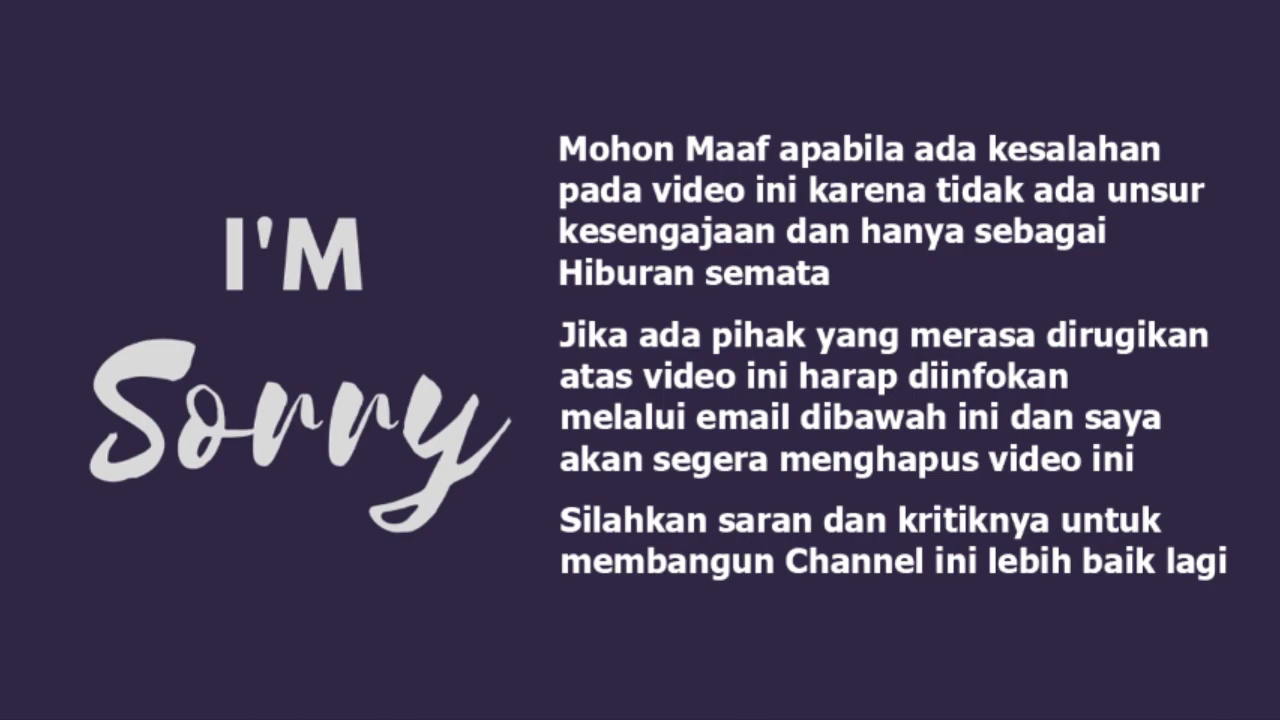 I'M
Sorry
Mohon Maaf apabila ada kesalahan
pada video ini karena tidak ada unsur
kesengajaan dan hanya sebagai
Hiburan semata
Jika ada pihak yang merasa dirugikan
atas video ini harap diinfokan
melalui email dibawah ini dan saya
akan segera menghapus video ini
Silahkan saran dan kritiknya untuk
membangun Channel ini lebih baik lagi